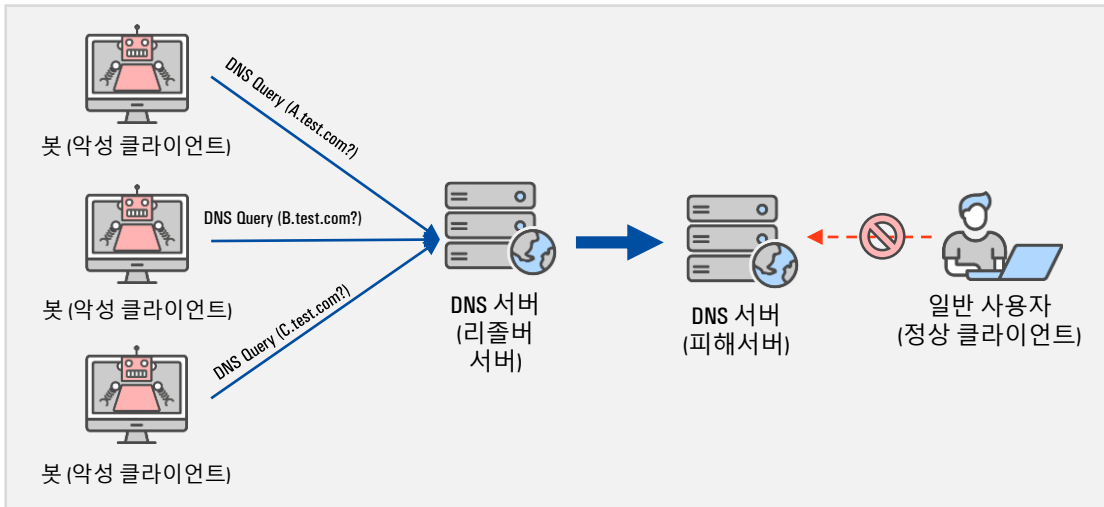 봇 (악성 클라이언트)
DNS Query (A.test.com?)
봇 (악성 클라이언트)
DNS Query (B.test.com?)
봇 (악성 클라이언트)
DNS Query (C.test.com?)
DNS 서버
(리졸버
서버)
DNS 서버
(피해서버)
일반 사용자
(정상 클라이언트)